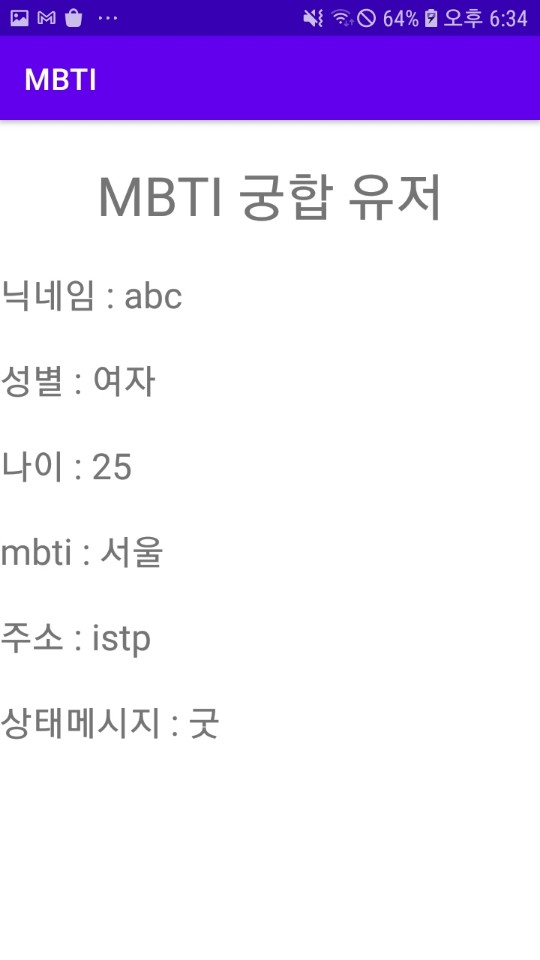 64% 오후 6:34
MBTI
MBTI 궁합 유저
닉네임 : abc
성별 : 여자
나이 : 25
mbti : 서울
주소 : istp
상태메시지 : 굿